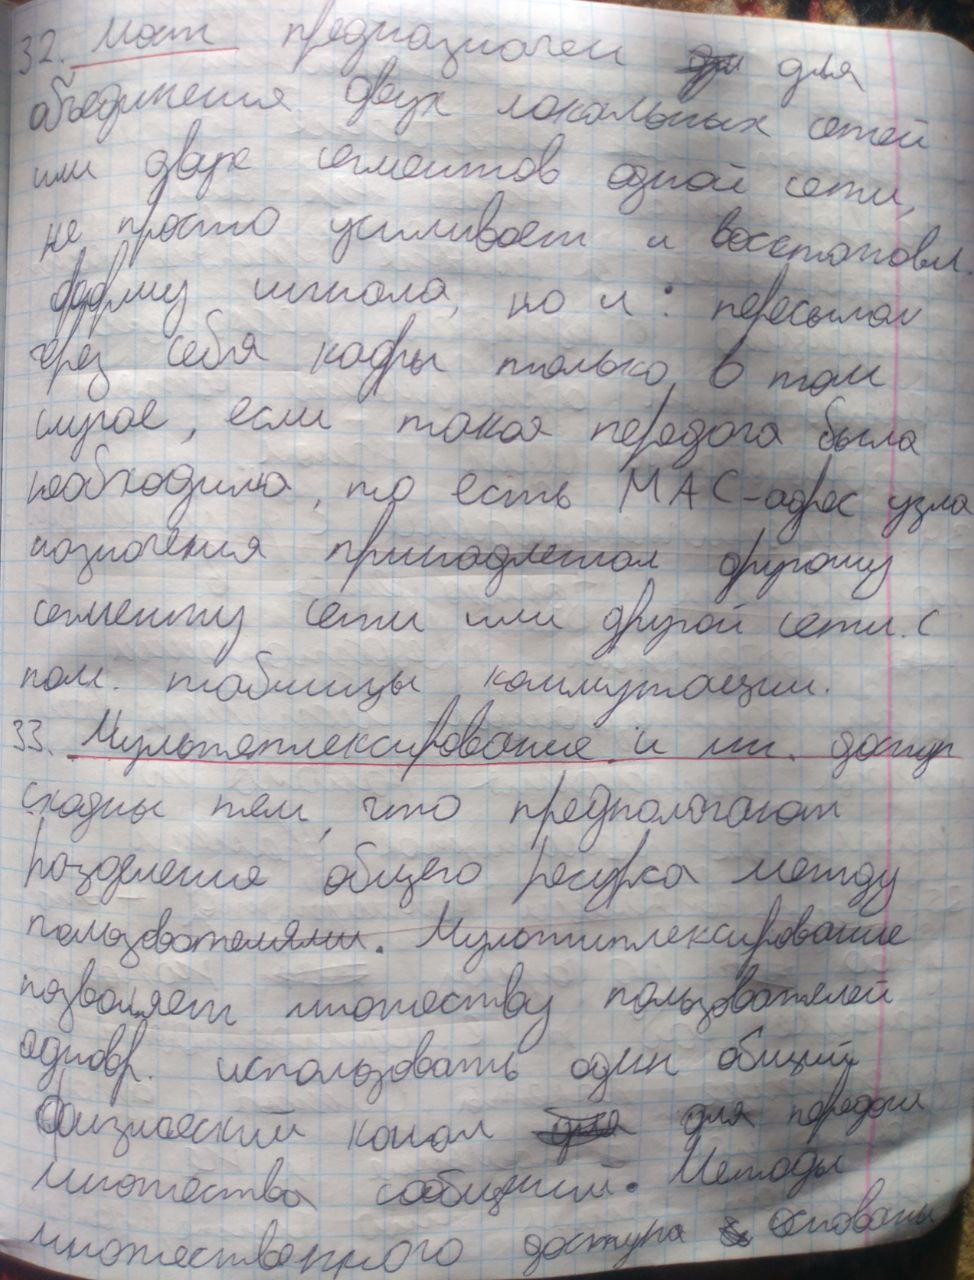 32. Мост предназначен для
объединения двух локальных сетей
или двух сегментов одной сети,
не просто усиливает и восстановл.
форму сигнала, но и: пересылал
через себя кадры только в том
случае, если такая передача была
необходима, то есть MAC-адрес узла
назначения принадлежал другому
сегменту сети или другой сети. С
пом. таблицы коммутации.
33. Мультиплексирование и мн. доступ
сходны тем, что предполагают
разделение общего ресурса между
пользователями. Мультиплексирование
позволяет множеству пользователей
одновр. использовать один общий
физический канал для передачи
множества сообщений. Методы
множественного доступа основаны